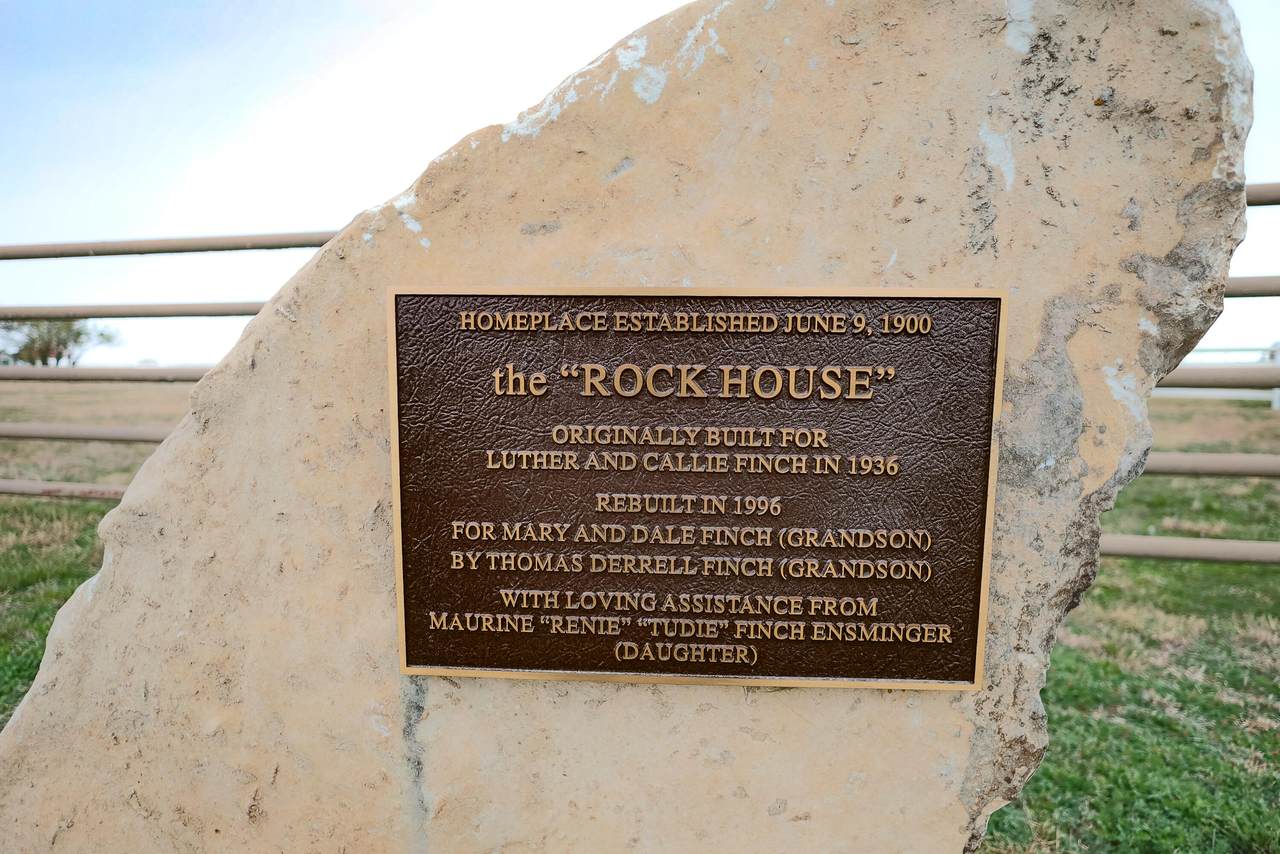 HOMEPLACE ESTABLISHED JUNE 9, 1900
the “ROCK HOUSE”
ORIGINALLY BUILT FOR
LUTHER AND CALLIE FINCH IN 1936
REBUILT IN 1996
FOR MARY AND DALE FINCH (GRANDSON)
BY THOMAS DERRELL FINCH (GRANDSON)
WITH LOVING ASSISTANCE FROM
MAURINE “RENIE” “TUDIE” FINCH ENSMINGER
(DAUGHTER)